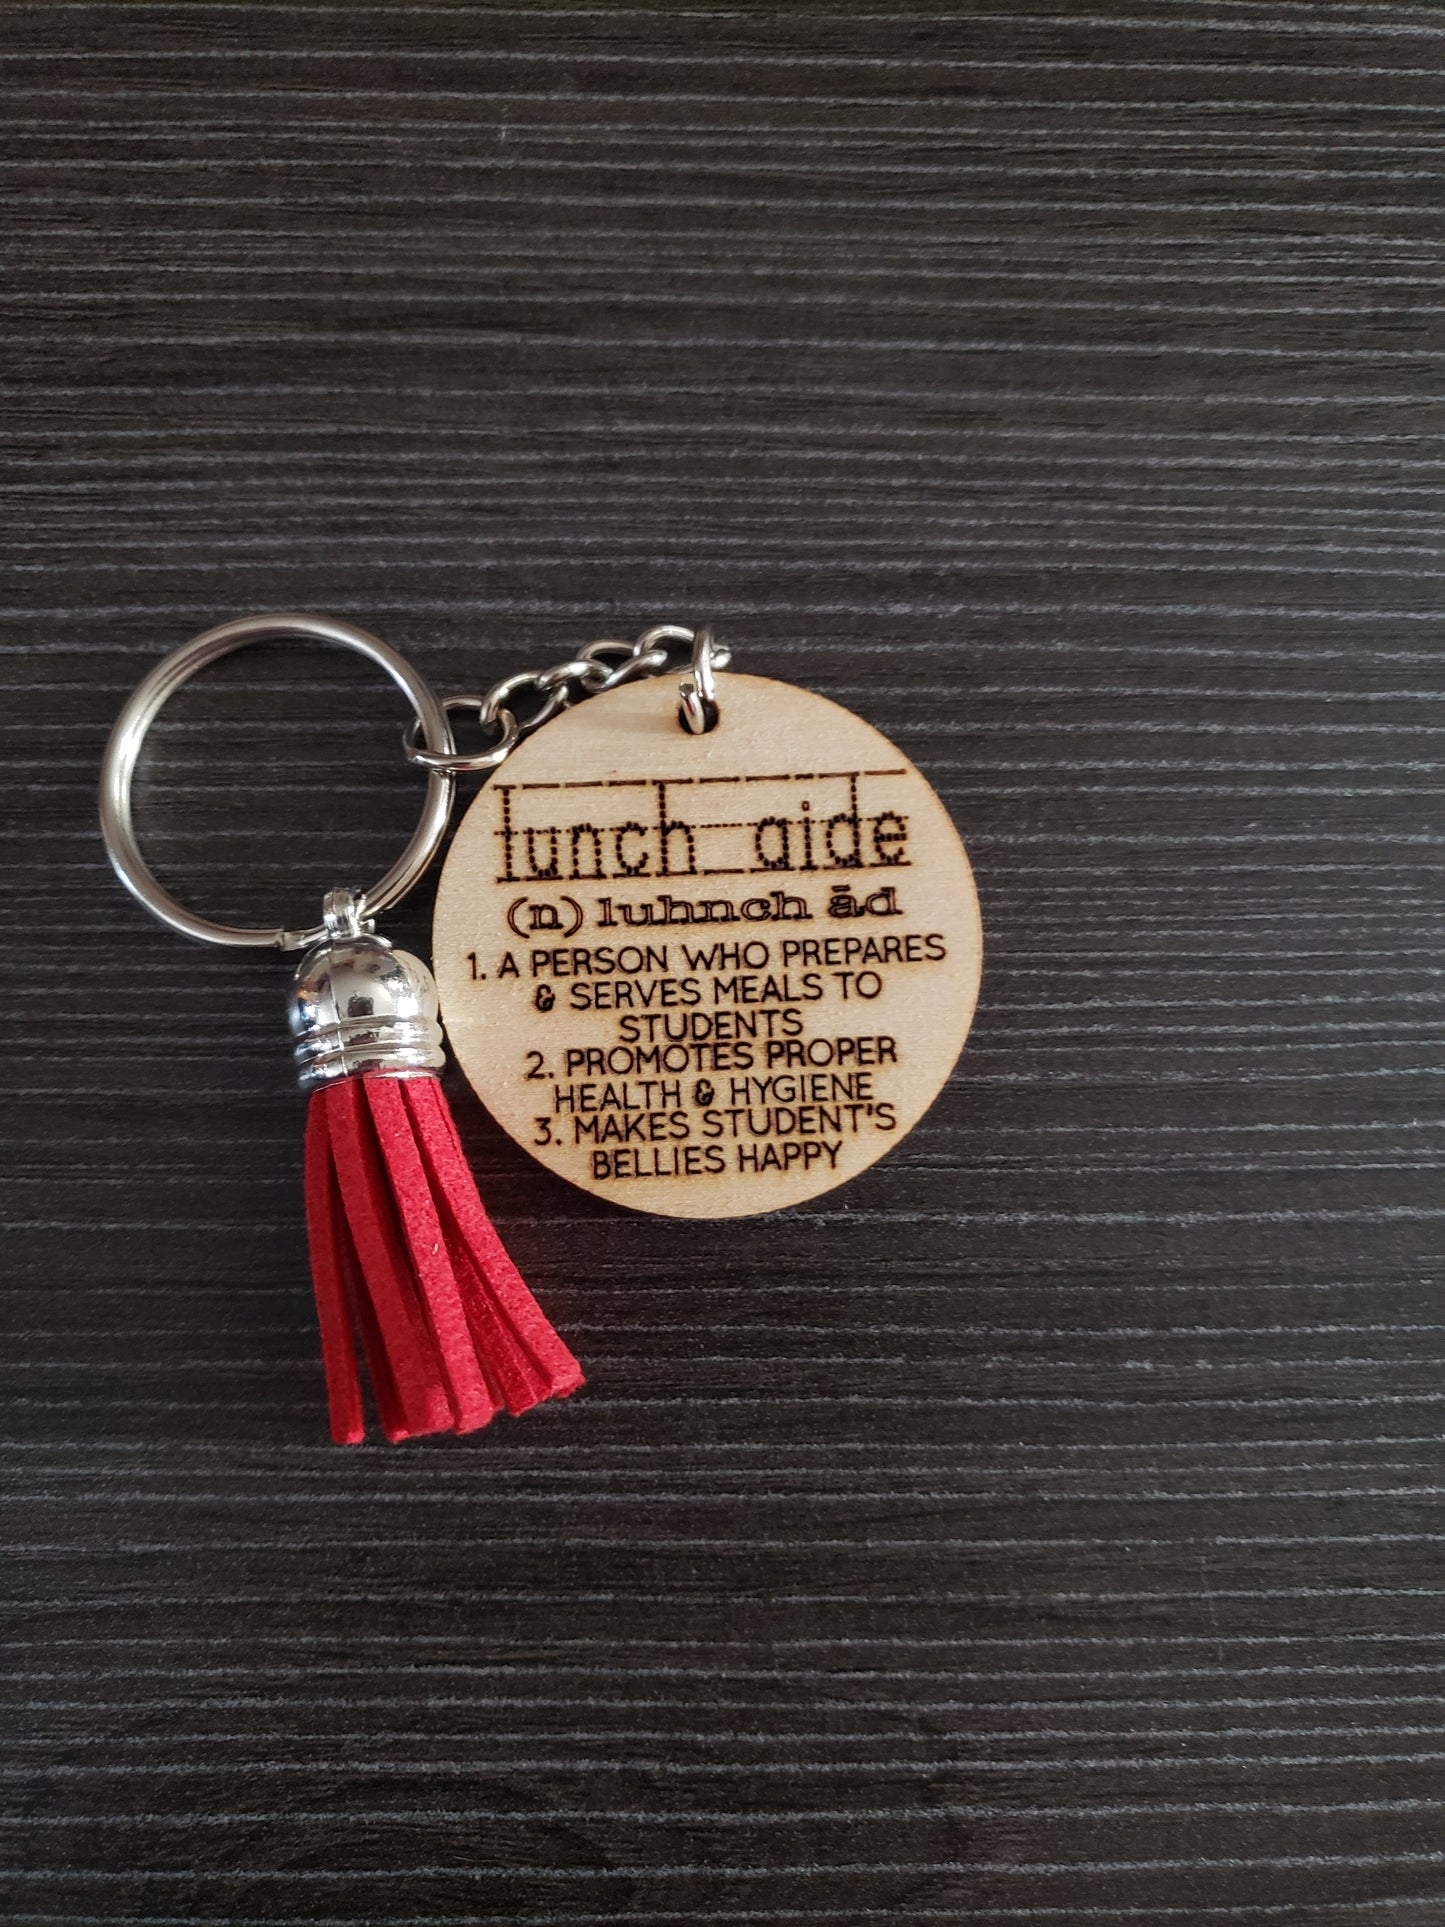 lunch aide
(n) luhnch ād
1. A PERSON WHO PREPARES
& SERVES MEALS TO
STUDENTS
2. PROMOTES PROPER
HEALTH & HYGIENE
3. MAKES STUDENT'S
BELLIES HAPPY